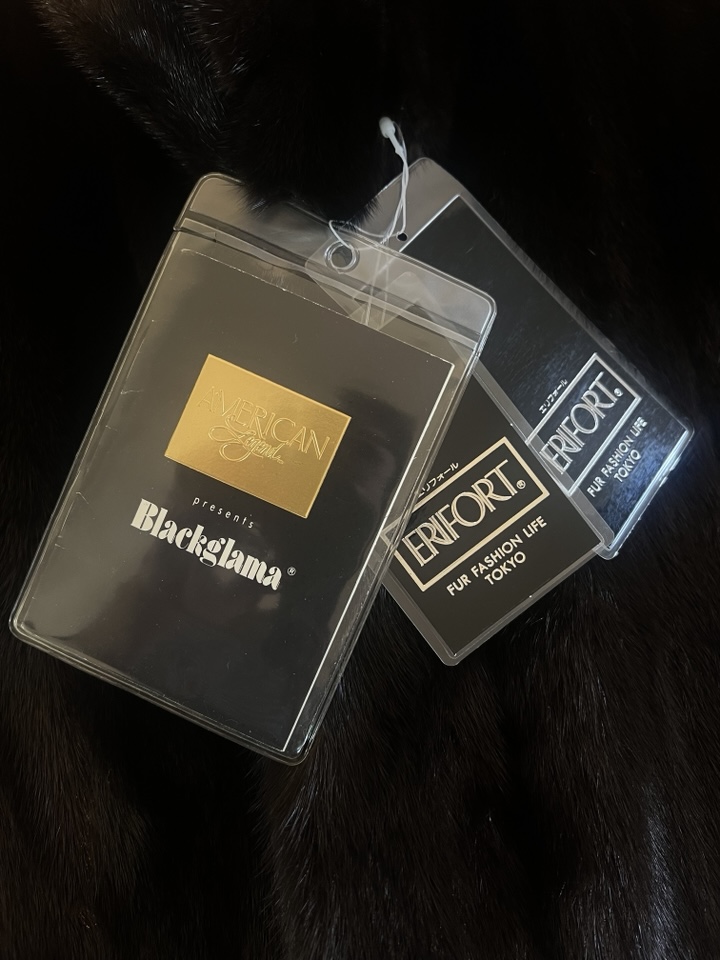 AMERICAN
Legend
presents
Blackglama®
エリフォール
ERIFORT®
FUR FASHION LIFE
TOKYO
エリフォール
ERIFORT®
FUR FASHION LIFE
TOKYO